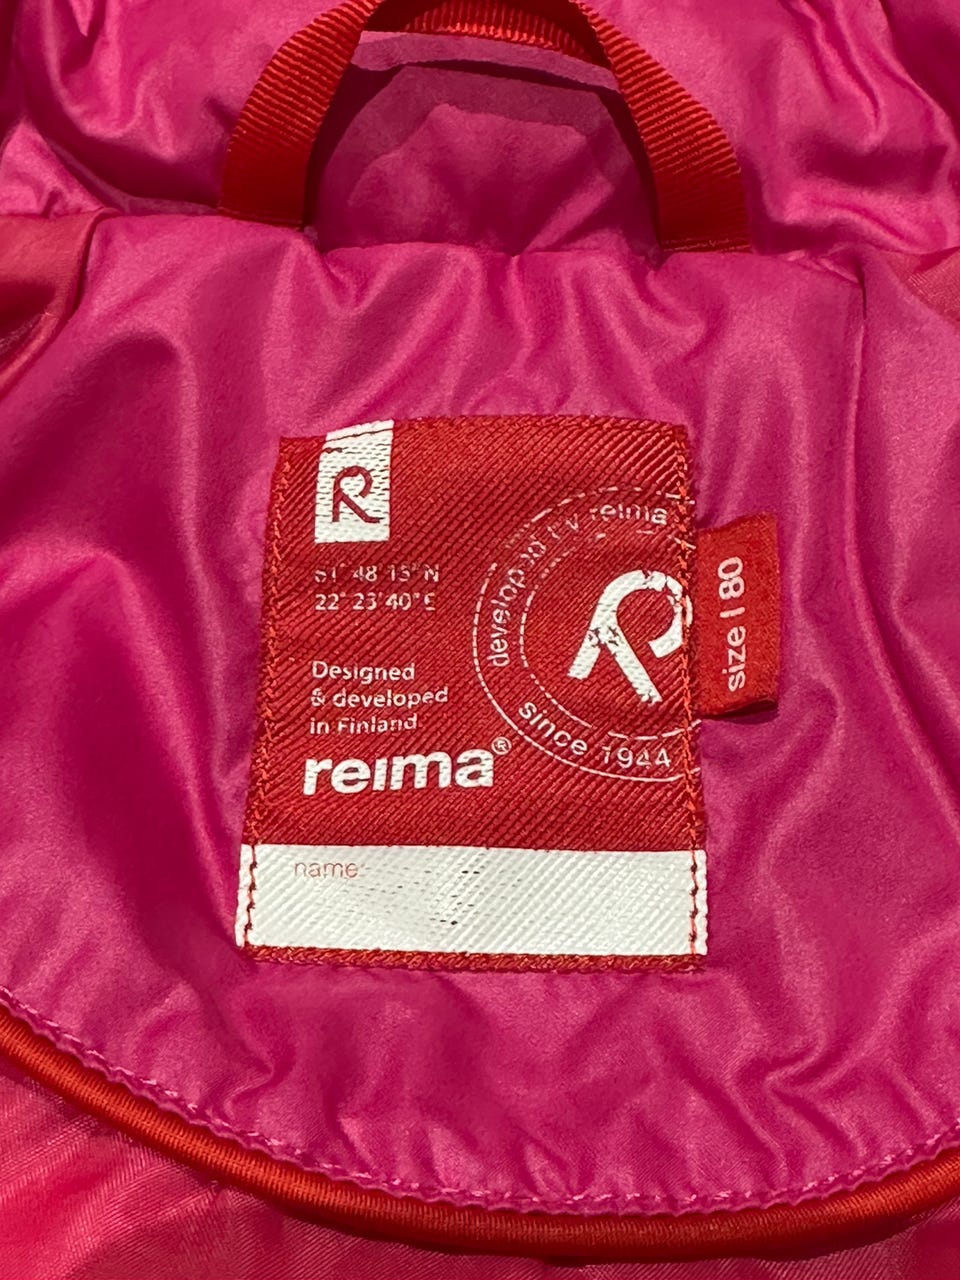 R
61° 48'15"N
22° 23'40"E
Designed
& developed
in Finland.
reima®
developed by reima
since 1944
R
size | 80
name